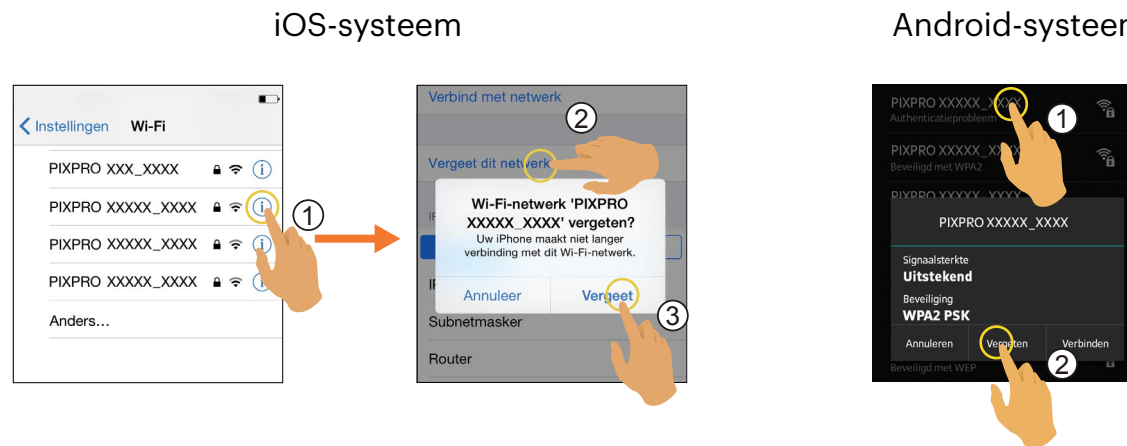 iOS-systeem
Android-systeem
Instellingen Wi-Fi
PIXPRO XXX_XXXX
PIXPRO XXXXX_XXXX
PIXPRO XXXXX_XXXX
PIXPRO XXXXX_XXXX
Anders...
1
Verbind met netwerk
2
Vergeet dit netwerk
Wi-Fi-netwerk 'PIXPRO
XXXXX_XXXX' vergeten?
Uw iPhone maakt niet langer
verbinding met dit Wi-Fi-netwerk.
Annuleer Vergeet
3
Subnetmasker
Router
PIXPRO XXXXX_XXXX
Authenticatieprobleem
1
PIXPRO XXXXX_XXXX
Beveiligd met WPA2
PIXPRO XXXXX_XXXX
PIXPRO XXXXX_XXXX
Signaalsterkte
Uitstekend
Beveiliging
WPA2 PSK
Annuleren Vergeten Verbinden
2
Beveiligd met WEP